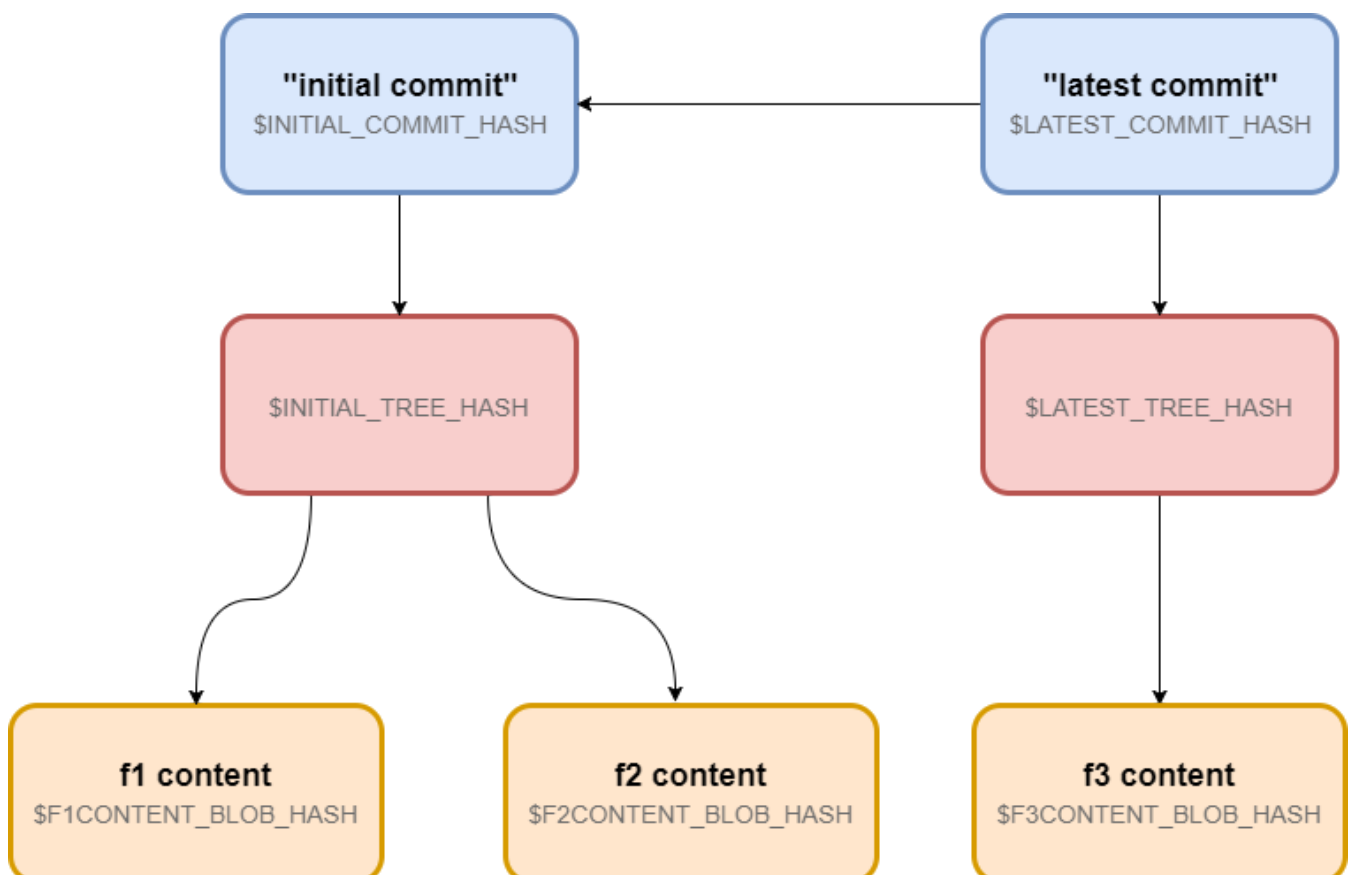 "initial commit"
$INITIAL_COMMIT_HASH
"latest commit"
$LATEST_COMMIT_HASH
$INITIAL_TREE_HASH
$LATEST_TREE_HASH
f1 content
$F1CONTENT_BLOB_HASH
f2 content
$F2CONTENT_BLOB_HASH
f3 content
$F3CONTENT_BLOB_HASH